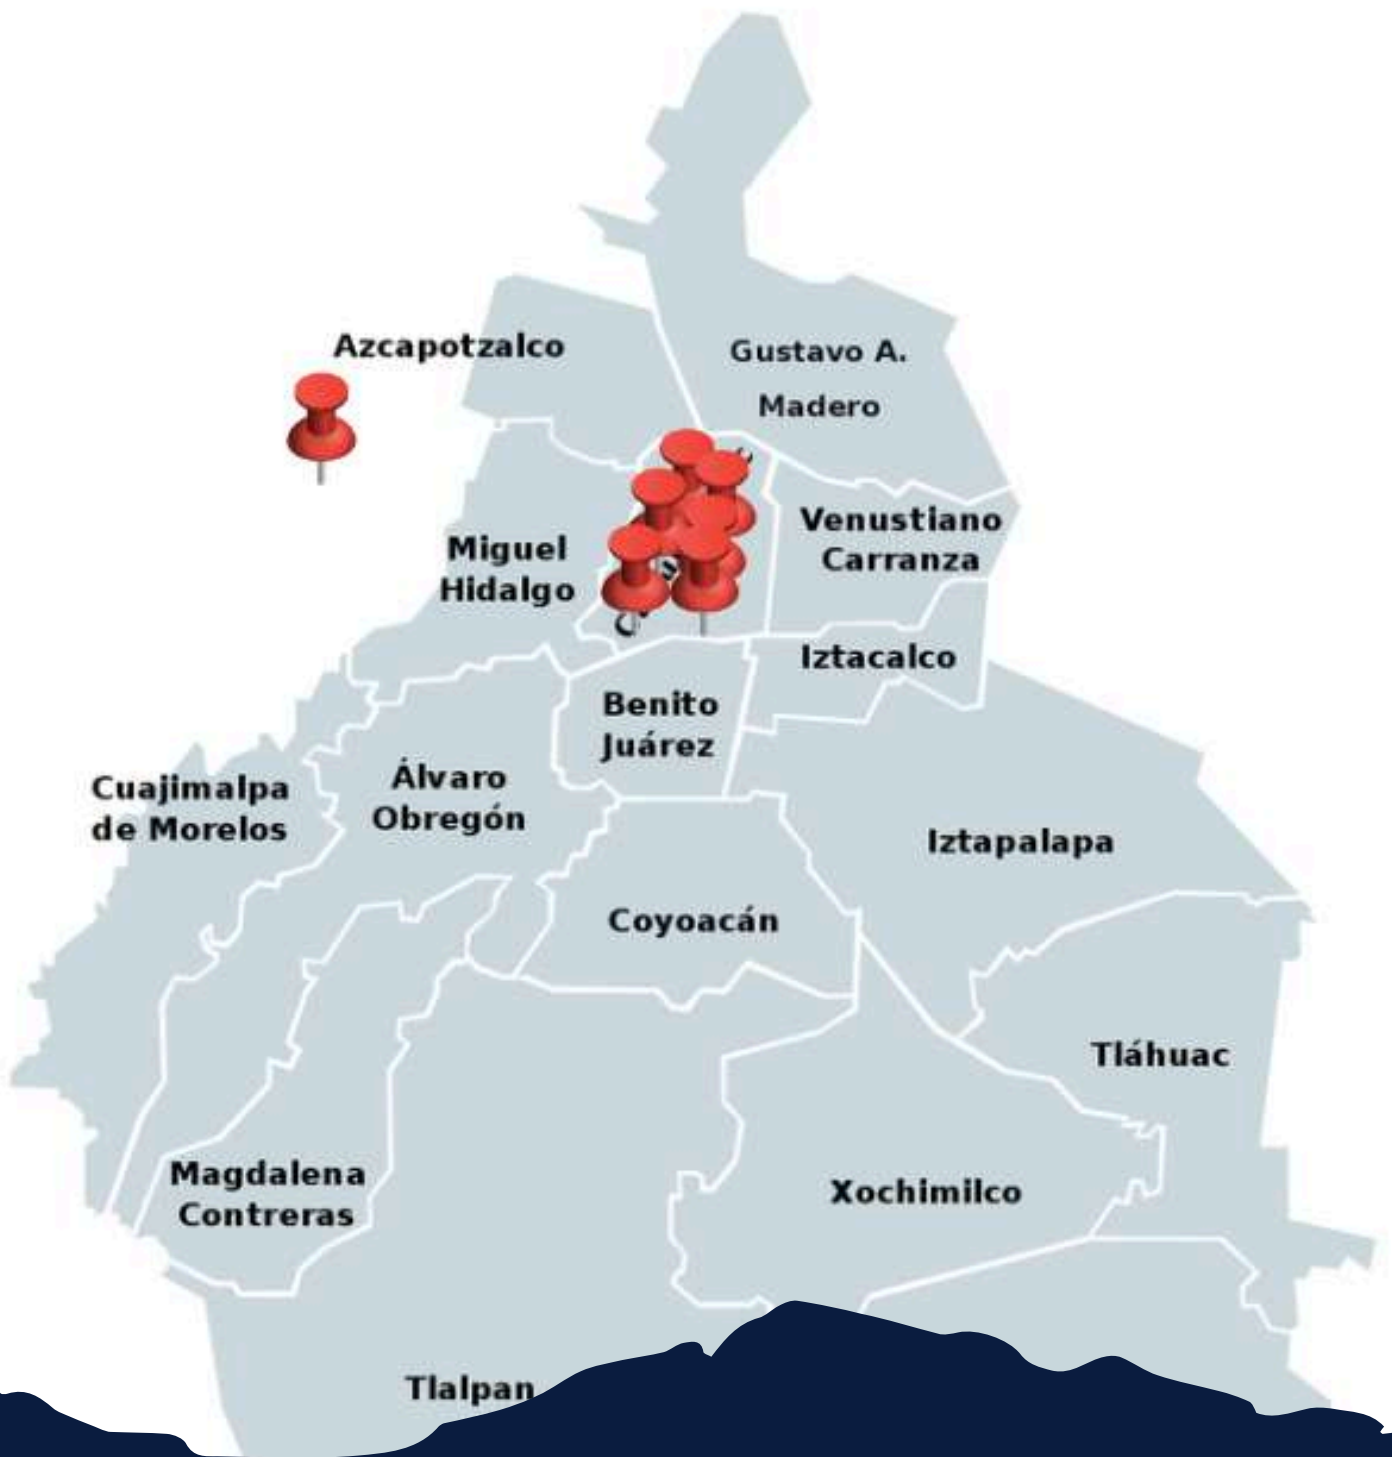 Azcapotzalco
Gustavo A.
Madero
Venustiano
Carranza
Miguel
Hidalgo
Iztacalco
Benito
Juárez
Cuajimalpa
de Morelos
Álvaro
Obregón
Iztapalapa
Coyoacán
Tláhuac
Magdalena
Contreras
Xochimilco
Tlalpan